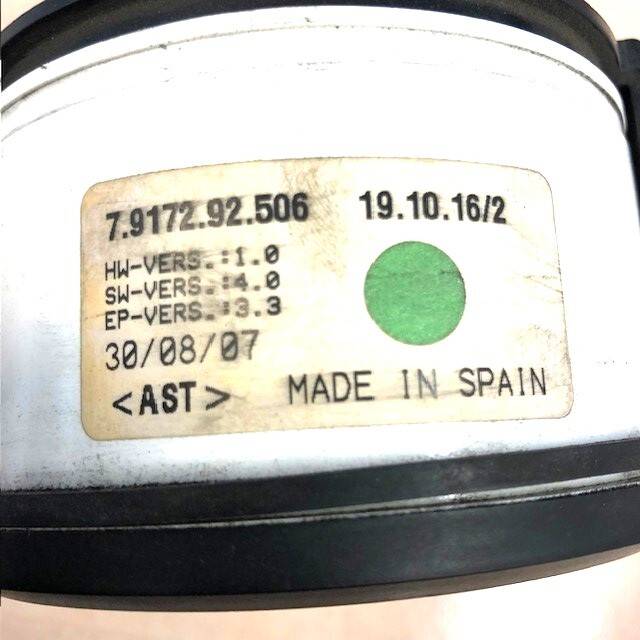 7.9172.92.506 19.10.16/2
HW-VERS.:1.0
SW-VERS.:4.0
EP-VERS.:3.3
30/08/07
<AST> MADE IN SPAIN